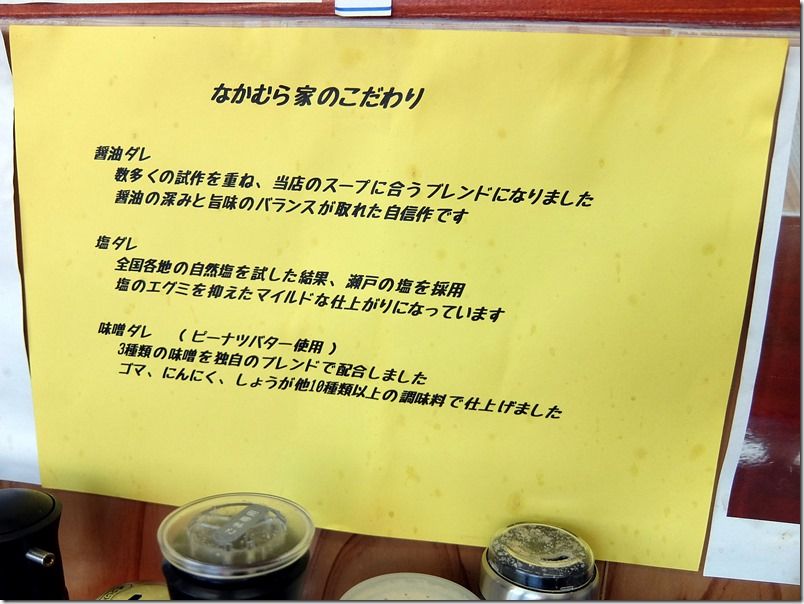 なかむら家のこだわり
醤油ダレ
数多くの試作を重ね、当店のスープに合うブレンドになりました
醤油の深みと旨味のバランスが取れた自信作です
塩ダレ
全国各地の自然塩を試した結果、瀬戸の塩を採用
塩のエグミを抑えたマイルドな仕上がりになっています
味噌ダレ （ピーナツバター使用）
3種類の味噌を独自のブレンドで配合しました
ゴマ、にんにく、しょうが他10種類以上の調味料で仕上げました